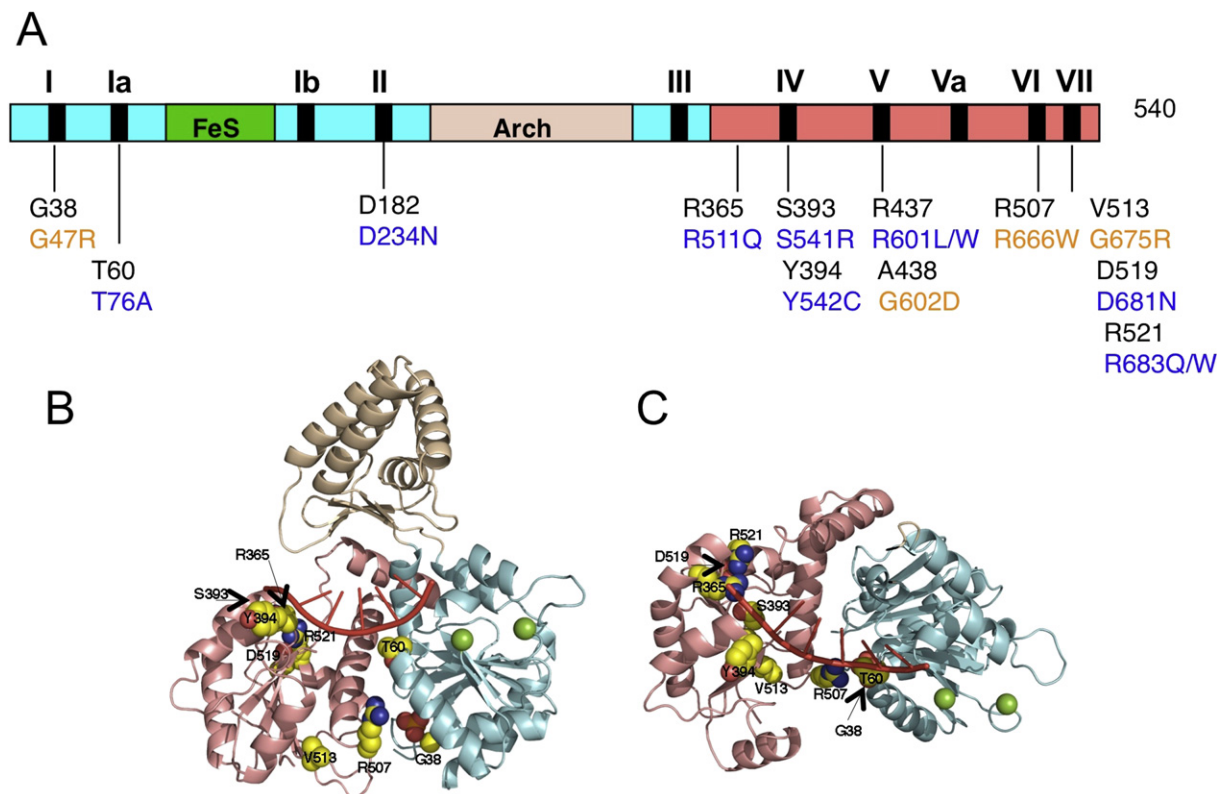 A
I Ia Ib II III IV V Va VI VII
FeS Arch 540
G38 D182 R365 S393 R437 R507 V513
G47R D234N R511Q S541R R601L/W R666W G675R
T60 Y394 A438 D519
T76A Y542C G602D D681N
R521
R683Q/W
B C
R365
S393
Y394
R521
D519
T60
V513
R507
G38
R521
D519
R365
S393
Y394
V513
R507
T60
G38